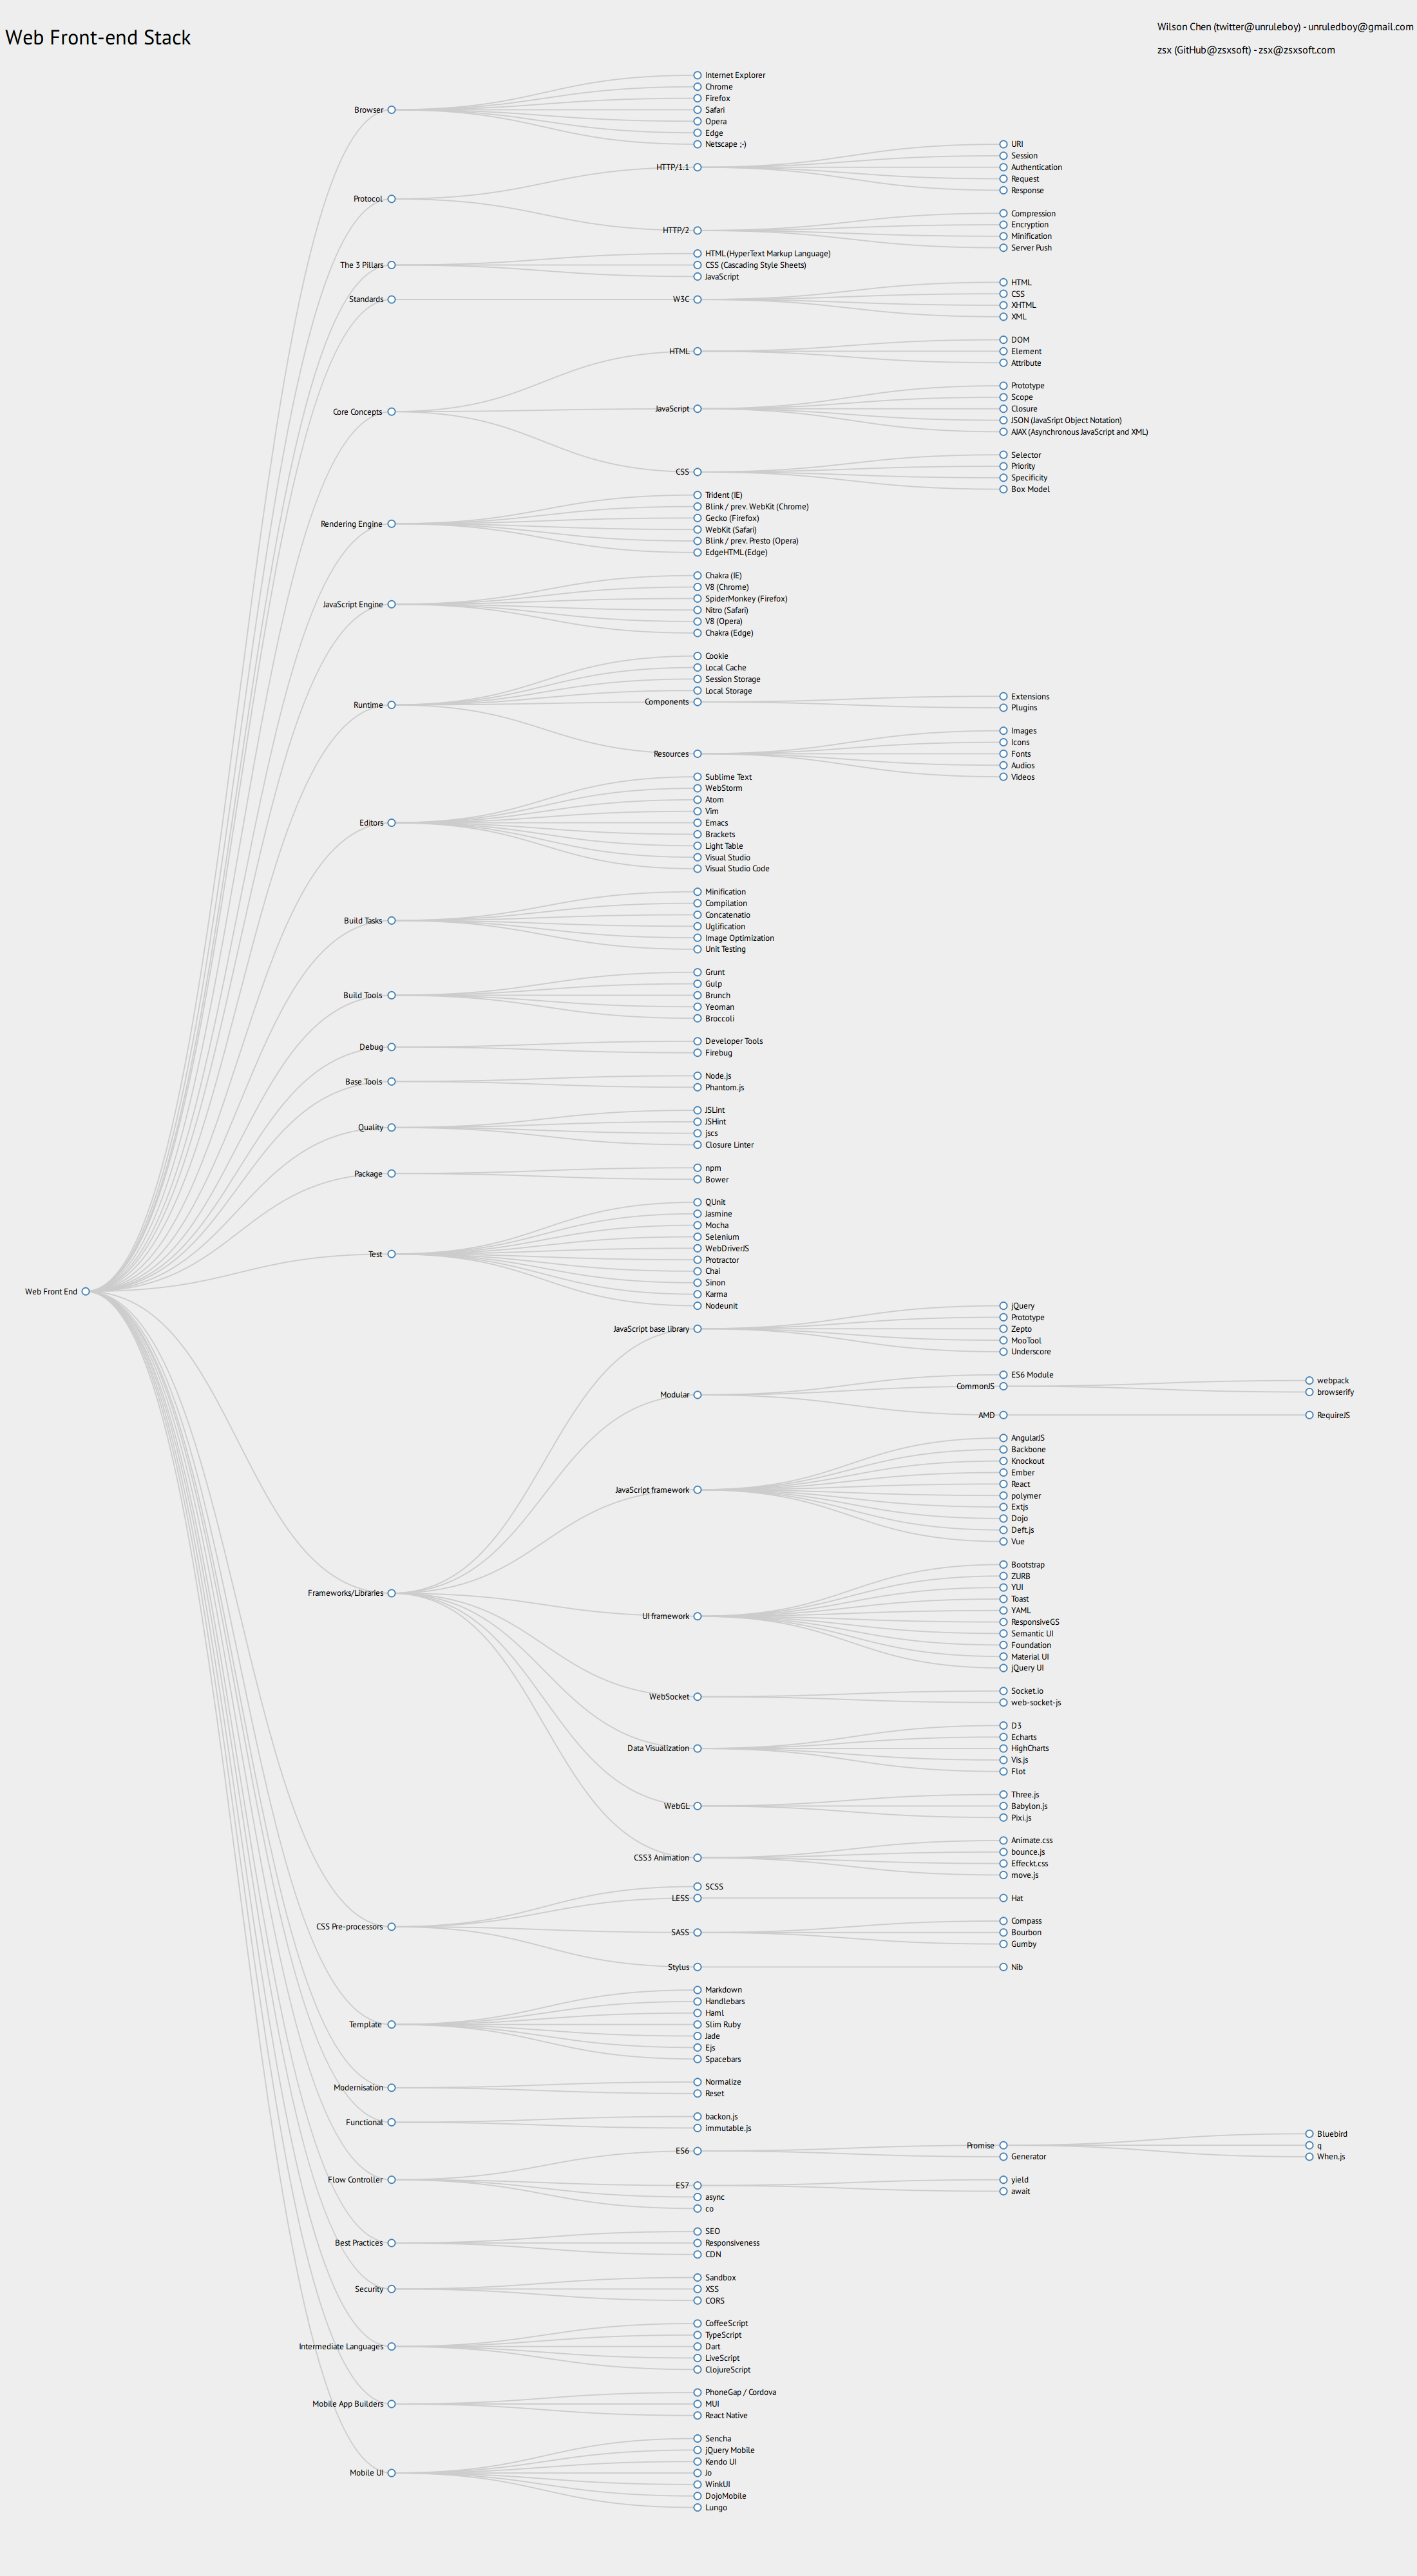 Web Front-end Stack
Wilson Chen (twitter@unruleboy) - unruledboy@gmail.com
zsx (GitHub@zsxsoft) - zsx@zsxsoft.com
Web Front End
Browser
Internet Explorer
Chrome
Firefox
Safari
Opera
Edge
Netscape ;-)
Protocol
HTTP/1.1
URI
Session
Authentication
Request
Response
HTTP/2
Compression
Encryption
Minification
Server Push
The 3 Pillars
HTML (HyperText Markup Language)
CSS (Cascading Style Sheets)
JavaScript
Standards
W3C
HTML
CSS
XHTML
XML
Core Concepts
HTML
DOM
Element
Attribute
JavaScript
Prototype
Scope
Closure
JSON (JavaSript Object Notation)
AJAX (Asynchronous JavaScript and XML)
CSS
Selector
Priority
Specificity
Box Model
Rendering Engine
Trident (IE)
Blink / prev. WebKit (Chrome)
Gecko (Firefox)
WebKit (Safari)
Blink / prev. Presto (Opera)
EdgeHTML (Edge)
JavaScript Engine
Chakra (IE)
V8 (Chrome)
SpiderMonkey (Firefox)
Nitro (Safari)
V8 (Opera)
Chakra (Edge)
Runtime
Cookie
Local Cache
Session Storage
Local Storage
Components
Extensions
Plugins
Resources
Images
Icons
Fonts
Audios
Videos
Editors
Sublime Text
WebStorm
Atom
Vim
Emacs
Brackets
Light Table
Visual Studio
Visual Studio Code
Build Tasks
Minification
Compilation
Concatenatio
Uglification
Image Optimization
Unit Testing
Build Tools
Grunt
Gulp
Brunch
Yeoman
Broccoli
Debug
Developer Tools
Firebug
Base Tools
Node.js
Phantom.js
Quality
JSLint
JSHint
jscs
Closure Linter
Package
npm
Bower
Test
QUnit
Jasmine
Mocha
Selenium
WebDriverJS
Protractor
Chai
Sinon
Karma
Nodeunit
Frameworks/Libraries
JavaScript base library
jQuery
Prototype
Zepto
MooTool
Underscore
Modular
ES6 Module
CommonJS
webpack
browserify
AMD
RequireJS
JavaScript framework
AngularJS
Backbone
Knockout
Ember
React
polymer
Extjs
Dojo
Deft.js
Vue
UI framework
Bootstrap
ZURB
YUI
Toast
YAML
ResponsiveGS
Semantic UI
Foundation
Material UI
jQuery UI
WebSocket
Socket.io
web-socket-js
Data Visualization
D3
Echarts
HighCharts
Vis.js
Flot
WebGL
Three.js
Babylon.js
Pixi.js
CSS3 Animation
Animate.css
bounce.js
Effeckt.css
move.js
CSS Pre-processors
SCSS
LESS
Hat
SASS
Compass
Bourbon
Gumby
Stylus
Nib
Template
Markdown
Handlebars
Haml
Slim Ruby
Jade
Ejs
Spacebars
Modernisation
Normalize
Reset
Functional
backon.js
immutable.js
Flow Controller
ES6
Promise
Bluebird
q
When.js
Generator
ES7
yield
await
async
co
Best Practices
SEO
Responsiveness
CDN
Security
Sandbox
XSS
CORS
Intermediate Languages
CoffeeScript
TypeScript
Dart
LiveScript
ClojureScript
Mobile App Builders
PhoneGap / Cordova
MUI
React Native
Mobile UI
Sencha
jQuery Mobile
Kendo UI
Jo
WinkUI
DojoMobile
Lungo